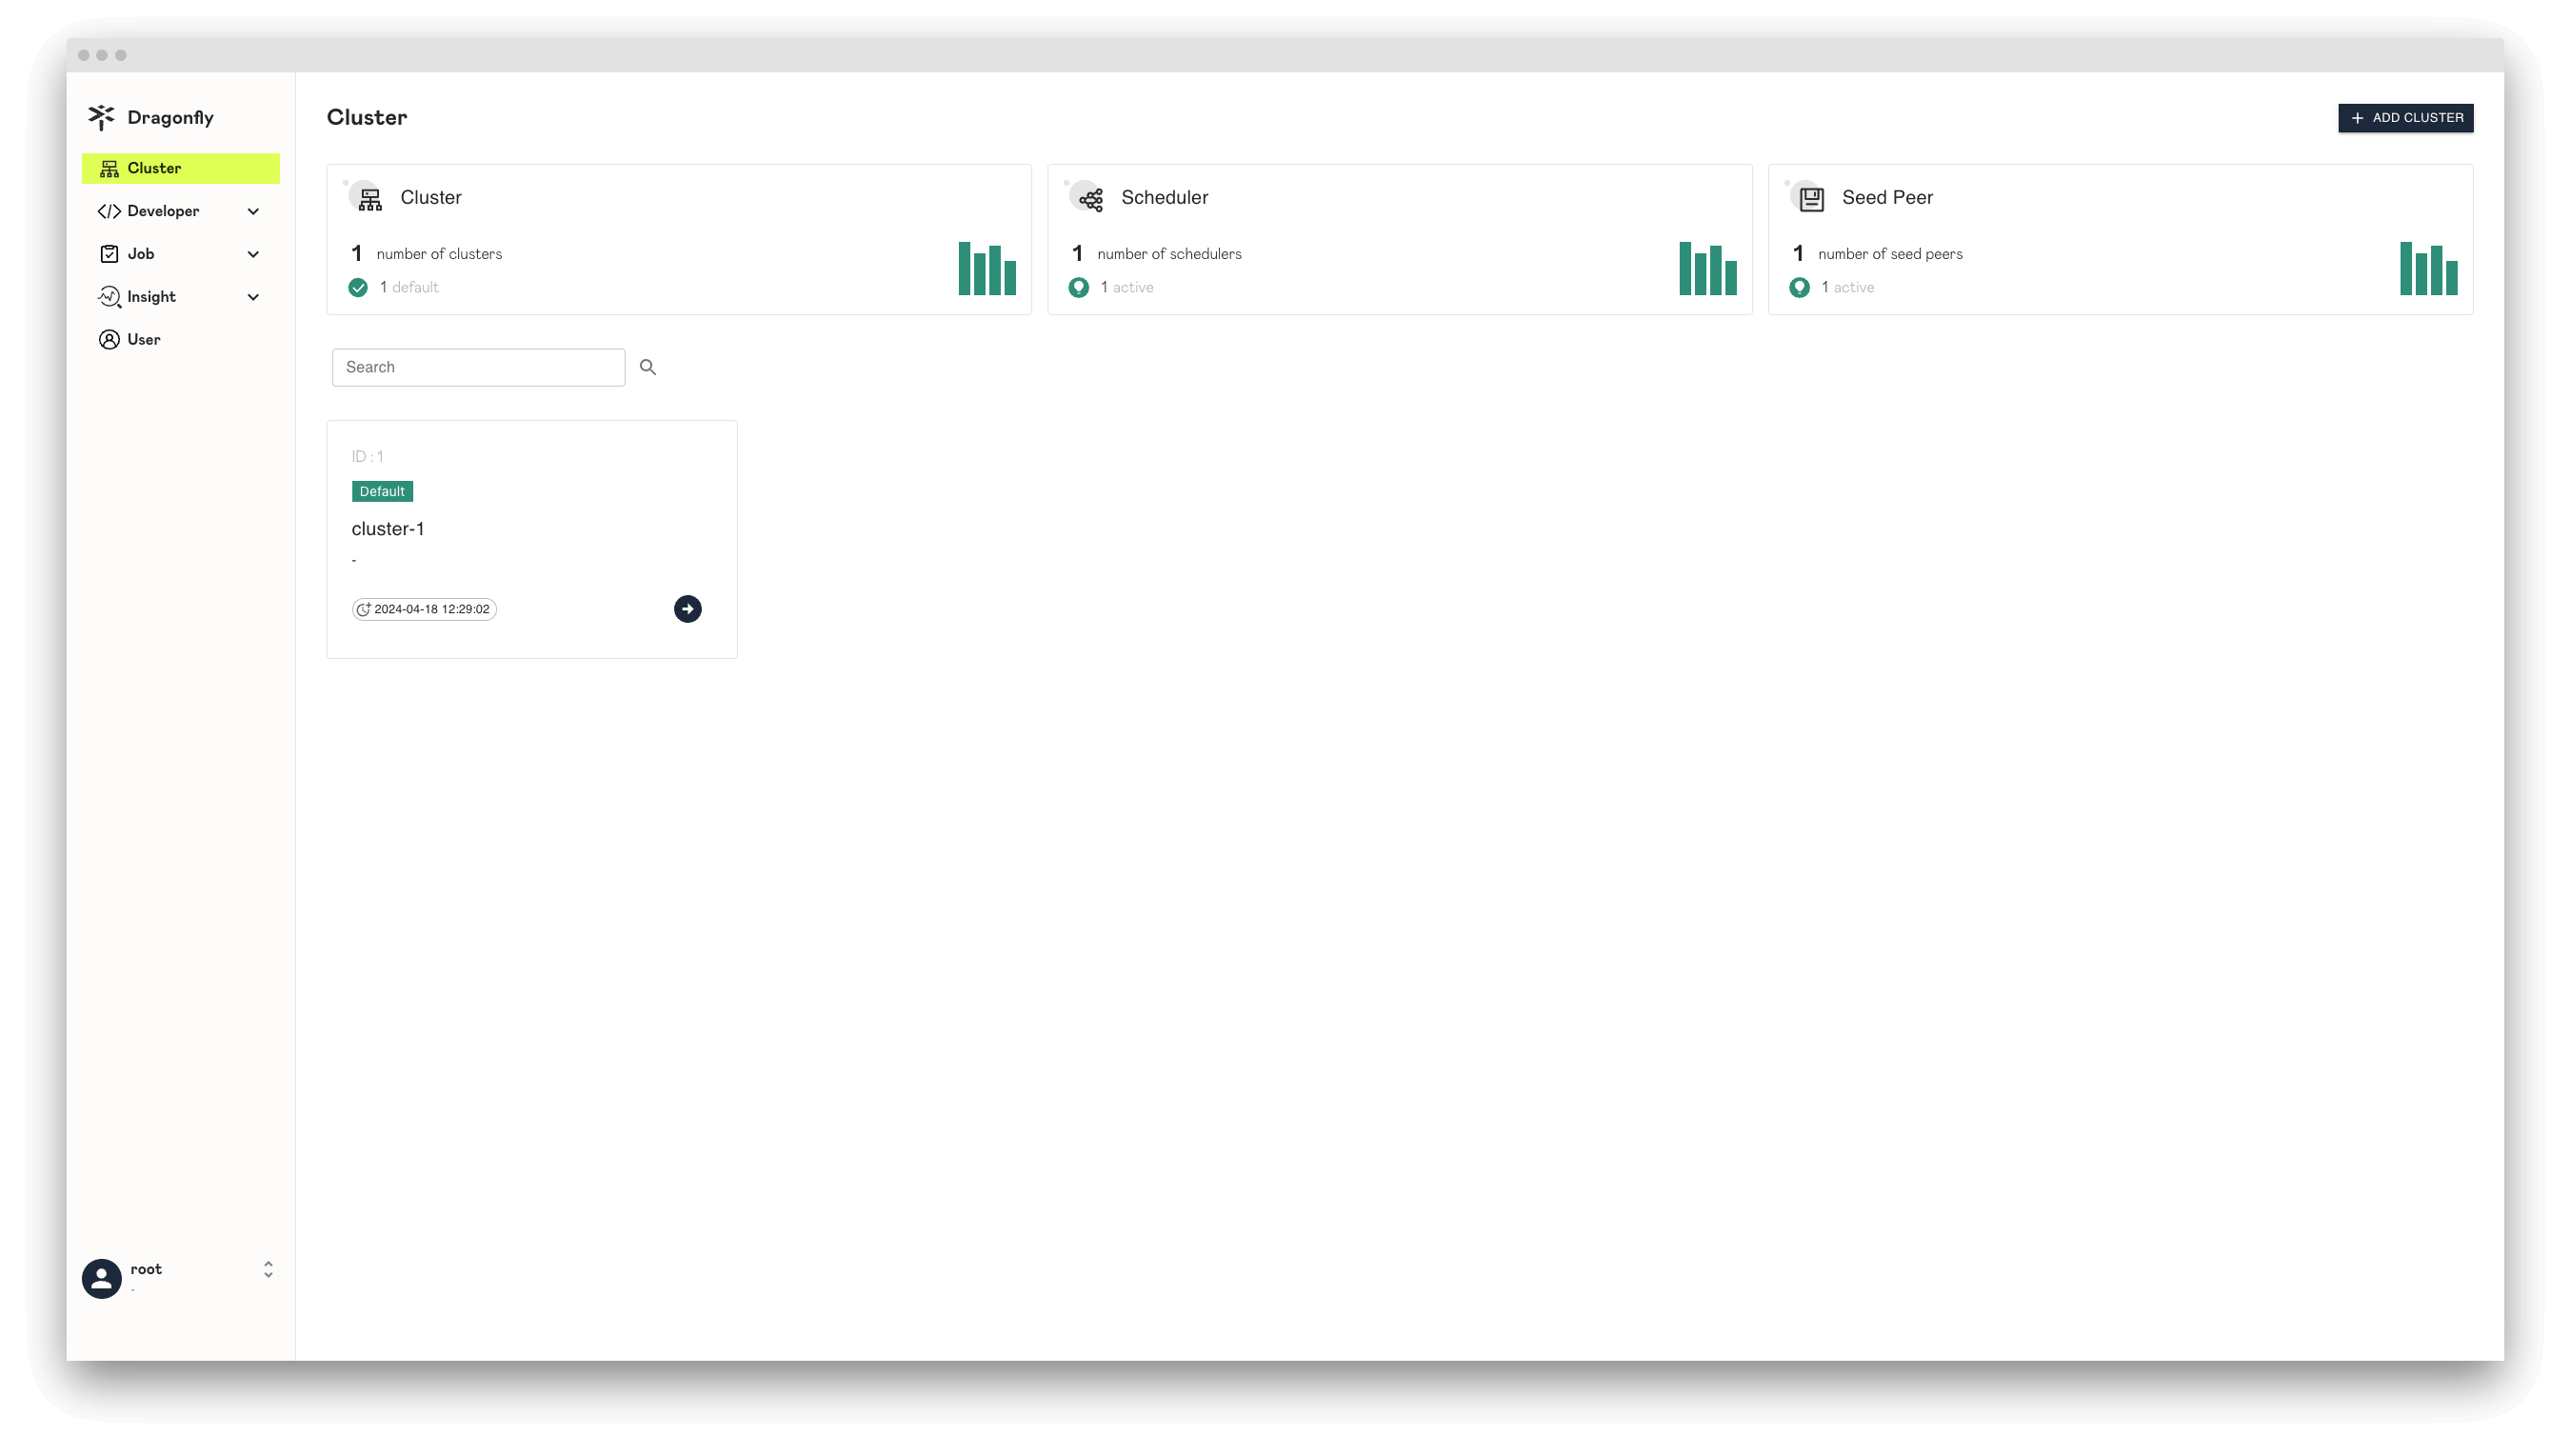 Dragonfly
Cluster
Developer
Job
Insight
User
root
-
Cluster
ADD CLUSTER
Cluster
1 number of clusters
1 default
Scheduler
1 number of schedulers
1 active
Seed Peer
1 number of seed peers
1 active
Search
ID : 1
Default
cluster-1
-
2024-04-18 12:29:02